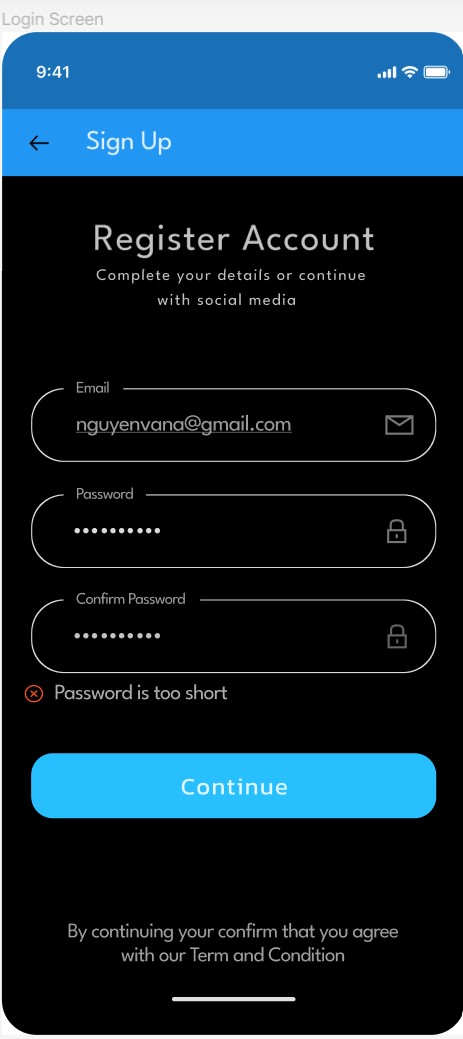 Login Screen
9:41
Sign Up
Register Account
Complete your details or continue
with social media
Email
nguyenvana@gmail.com
Password
••••••••••
Confirm Password
••••••••••
Password is too short
Continue
By continuing your confirm that you agree
with our Term and Condition